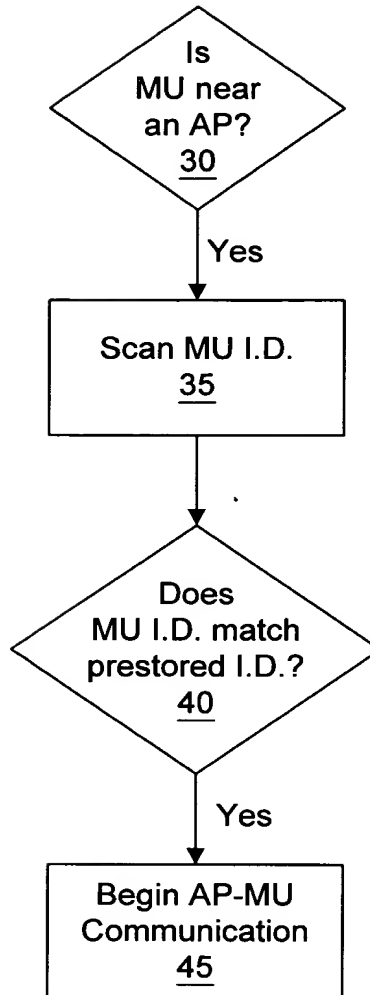 Is
MU near
an AP?
30
Yes
Scan MU I.D.
35
Does
MU I.D. match
prestored I.D.?
40
Yes
Begin AP-MU
Communication
45